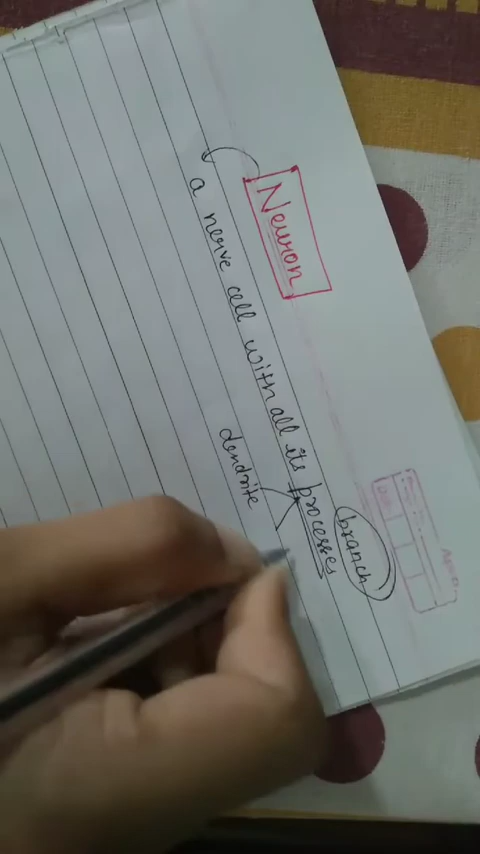 Neuron
branch
a nerve cell with all its processes
dendrite